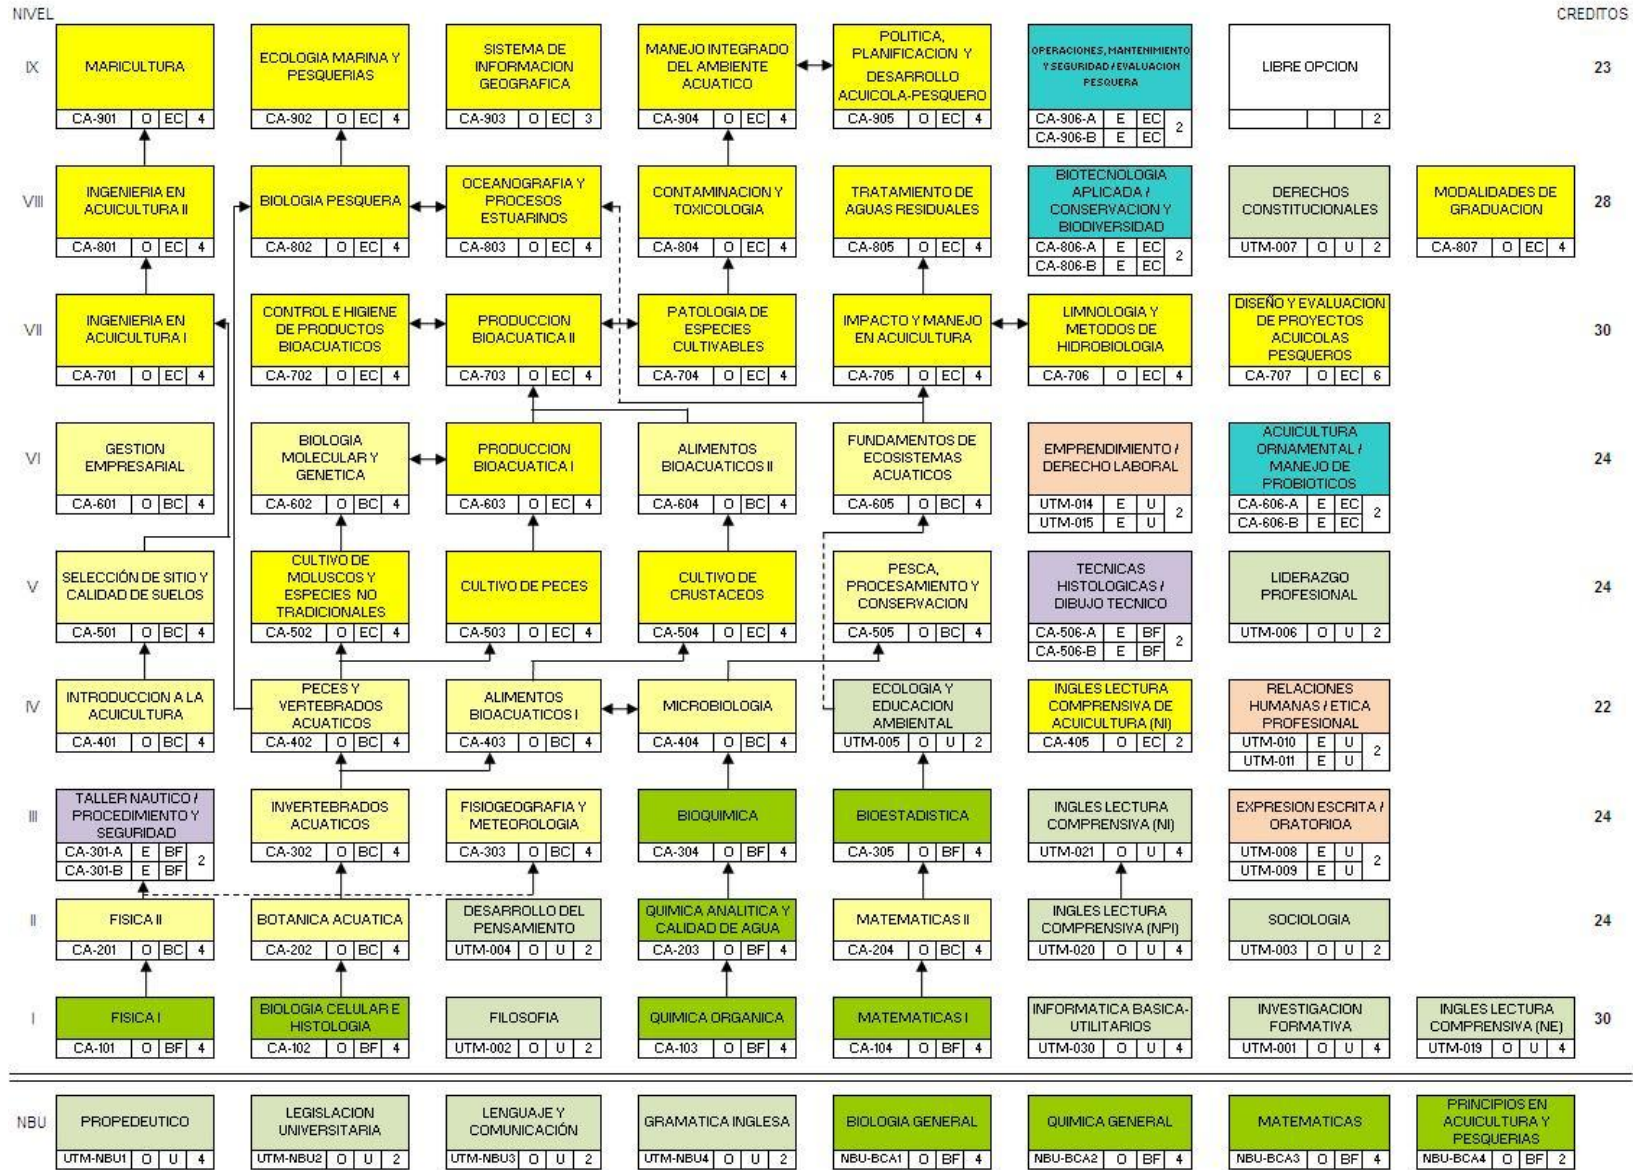 NIVEL
CREDITOS
IX
MARICULTURA
CA-901 O EC 4
ECOLOGIA MARINA Y
PESQUERIAS
CA-902 O EC 4
SISTEMA DE
INFORMACION
GEOGRAFICA
CA-903 O EC 3
MANEJO INTEGRADO
DEL AMBIENTE
ACUATICO
CA-904 O EC 4
POLITICA,
PLANIFICACION Y
DESARROLLO
ACUICOLA-PESQUERO
CA-905 O EC 4
OPERACIONES, MANTENIMIENTO
Y SEGURIDAD / EVALUACION
PESQUERA
CA-906-A E EC
2
CA-906-B E EC
LIBRE OPCION
2
23
VIII
INGENIERIA EN
ACUICULTURA II
CA-801 O EC 4
BIOLOGIA PESQUERA
CA-802 O EC 4
OCEANOGRAFIA Y
PROCESOS
ESTUARINOS
CA-803 O EC 4
CONTAMINACION Y
TOXICOLOGIA
CA-804 O EC 4
TRATAMIENTO DE
AGUAS RESIDUALES
CA-805 O EC 4
BIOTECNOLOGIA
APLICADA /
CONSERVACION Y
BIODIVERSIDAD
CA-806-A E EC
2
CA-806-B E EC
DERECHOS
CONSTITUCIONALES
UTM-007 O U 2
MODALIDADES DE
GRADUACION
CA-807 O EC 4
28
VII
INGENIERIA EN
ACUICULTURA I
CA-701 O EC 4
CONTROL E HIGIENE
DE PRODUCTOS
BIOACUATICOS
CA-702 O EC 4
PRODUCCION
BIOACUATICA II
CA-703 O EC 4
PATOLOGIA DE
ESPECIES
CULTIVABLES
CA-704 O EC 4
IMPACTO Y MANEJO
EN ACUICULTURA
CA-705 O EC 4
LIMNOLOGIA Y
METODOS DE
HIDROBIOLOGIA
CA-706 O EC 4
DISEÑO Y EVALUACION
DE PROYECTOS
ACUICOLAS
PESQUEROS
CA-707 O EC 6
30
VI
GESTION
EMPRESARIAL
CA-601 O BC 4
BIOLOGIA
MOLECULAR Y
GENETICA
CA-602 O BC 4
PRODUCCION
BIOACUATICA I
CA-603 O EC 4
ALIMENTOS
BIOACUATICOS II
CA-604 O BC 4
FUNDAMENTOS DE
ECOSISTEMAS
ACUATICOS
CA-605 O BC 4
EMPRENDIMIENTO /
DERECHO LABORAL
UTM-014 E U
2
UTM-015 E U
ACUICULTURA
ORNAMENTAL /
MANEJO DE
PROBIOTICOS
CA-606-A E EC
2
CA-606-B E EC
24
V
SELECCIÓN DE SITIO Y
CALIDAD DE SUELOS
CA-501 O BC 4
CULTIVO DE
MOLUSCOS Y
ESPECIES NO
TRADICIONALES
CA-502 O EC 4
CULTIVO DE PECES
CA-503 O EC 4
CULTIVO DE
CRUSTACEOS
CA-504 O EC 4
PESCA,
PROCESAMIENTO Y
CONSERVACION
CA-505 O BC 4
TECNICAS
HISTOLOGICAS /
DIBUJO TECNICO
CA-506-A E BF
2
CA-506-B E BF
LIDERAZGO
PROFESIONAL
UTM-006 O U 2
24
IV
INTRODUCCION A LA
ACUICULTURA
CA-401 O BC 4
PECES Y
VERTEBRADOS
ACUATICOS
CA-402 O BC 4
ALIMENTOS
BIOACUATICOS I
CA-403 O BC 4
MICROBIOLOGIA
CA-404 O BC 4
ECOLOGIA Y
EDUCACION
AMBIENTAL
UTM-005 O U 2
INGLES LECTURA
COMPRENSIVA DE
ACUICULTURA (NI)
CA-405 O EC 2
RELACIONES
HUMANAS / ETICA
PROFESIONAL
UTM-010 E U
2
UTM-011 E U
22
III
TALLER NAUTICO /
PROCEDIMIENTO Y
SEGURIDAD
CA-301-A E BF
2
CA-301-B E BF
INVERTEBRADOS
ACUATICOS
CA-302 O BC 4
FISIOGEOGRAFIA Y
METEOROLOGIA
CA-303 O BC 4
BIOQUIMICA
CA-304 O BF 4
BIOESTADISTICA
CA-305 O BF 4
INGLES LECTURA
COMPRENSIVA (NI)
UTM-021 O U 4
EXPRESION ESCRITA /
ORATORIOA
UTM-008 E U
2
UTM-009 E U
24
II
FISICA II
CA-201 O BC 4
BOTANICA ACUATICA
CA-202 O BC 4
DESARROLLO DEL
PENSAMIENTO
UTM-004 O U 2
QUIMICA ANALITICA Y
CALIDAD DE AGUA
CA-203 O BF 4
MATEMATICAS II
CA-204 O BC 4
INGLES LECTURA
COMPRENSIVA (NPI)
UTM-020 O U 4
SOCIOLOGIA
UTM-003 O U 2
24
I
FISICA I
CA-101 O BF 4
BIOLOGIA CELULAR E
HISTOLOGIA
CA-102 O BF 4
FILOSOFIA
UTM-002 O U 2
QUIMICA ORGANICA
CA-103 O BF 4
MATEMATICAS I
CA-104 O BF 4
INFORMATICA BASICA-
UTILITARIOS
UTM-030 O U 4
INVESTIGACION
FORMATIVA
UTM-001 O U 4
INGLES LECTURA
COMPRENSIVA (NE)
UTM-019 O U 4
30
NBU
PROPEDEUTICO
UTM-NBU1 O U 4
LEGISLACION
UNIVERSITARIA
UTM-NBU2 O U 2
LENGUAJE Y
COMUNICACIÓN
UTM-NBU3 O U 2
GRAMATICA INGLESA
UTM-NBU4 O U 2
BIOLOGIA GENERAL
NBU-BCA1 O BF 4
QUIMICA GENERAL
NBU-BCA2 O BF 4
MATEMATICAS
NBU-BCA3 O BF 4
PRINCIPIOS EN
ACUICULTURA Y
PESQUERIAS
NBU-BCA4 O BF 2